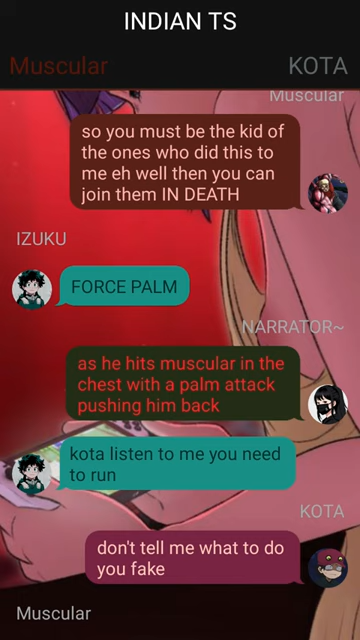 INDIAN TS
Muscular KOTA
Muscular
so you must be the kid of
the ones who did this to
me eh well then you can
join them IN DEATH
IZUKU
FORCE PALM
NARRATOR~
as he hits muscular in the
chest with a palm attack
pushing him back
kota listen to me you need
to run
KOTA
don't tell me what to do
you fake
Muscular